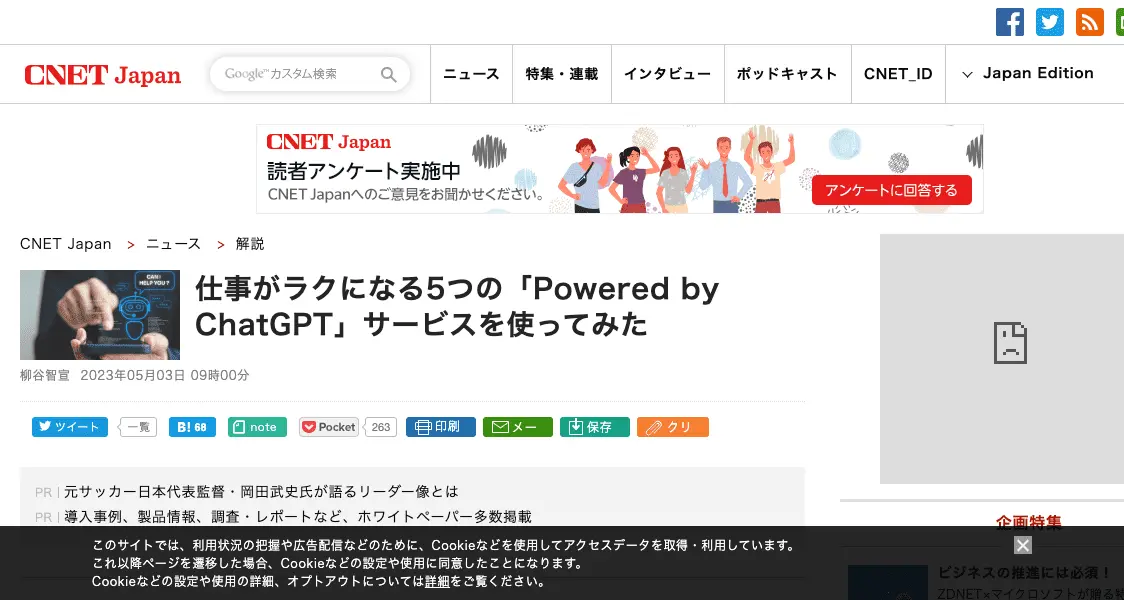 CNET Japan
Google™カスタム検索
ニュース
特集・連載
インタビュー
ポッドキャスト
CNET_ID
Japan Edition
CNET Japan
読者アンケート実施中
CNET Japanへのご意見をお聞かせください。
アンケートに回答する
CNET Japan > ニュース > 解説
CAN I HELP YOU?
仕事がラクになる5つの「Powered by
ChatGPT」サービスを使ってみた
柳谷智宣 2023年05月03日 09時00分
ツイート
一覧
B! 68
note
Pocket
263
印刷
メー
保存
クリ
PR | 元サッカー日本代表監督・岡田武史氏が語るリーダー像とは
PR | 導入事例、製品情報、調査・レポートなど、ホワイトペーパー多数掲載
企画特集
このサイトでは、利用状況の把握や広告配信などのために、Cookieなどを使用してアクセスデータを取得・利用しています。
これ以降ページを遷移した場合、Cookieなどの設定や使用に同意したことになります。
Cookieなどの設定や使用の詳細、オプトアウトについては詳細をご覧ください。
ビジネスの推進には必須！
ZDNET×マイクロソフトが贈る特